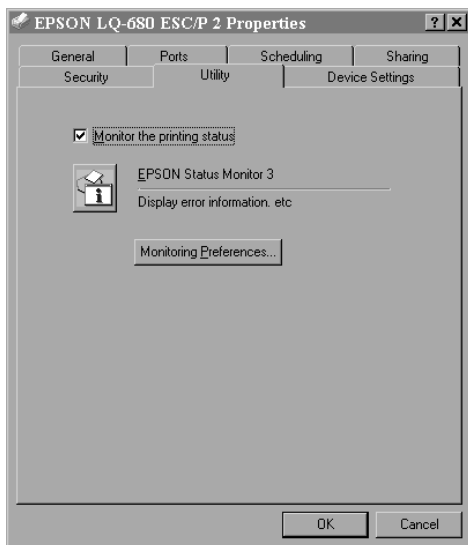 EPSON LQ-680 ESC/P 2 Properties
General Ports Scheduling Sharing
Security Utility Device Settings
Monitor the printing status
EPSON Status Monitor 3
Display error information. etc
Monitoring Preferences...
OK Cancel